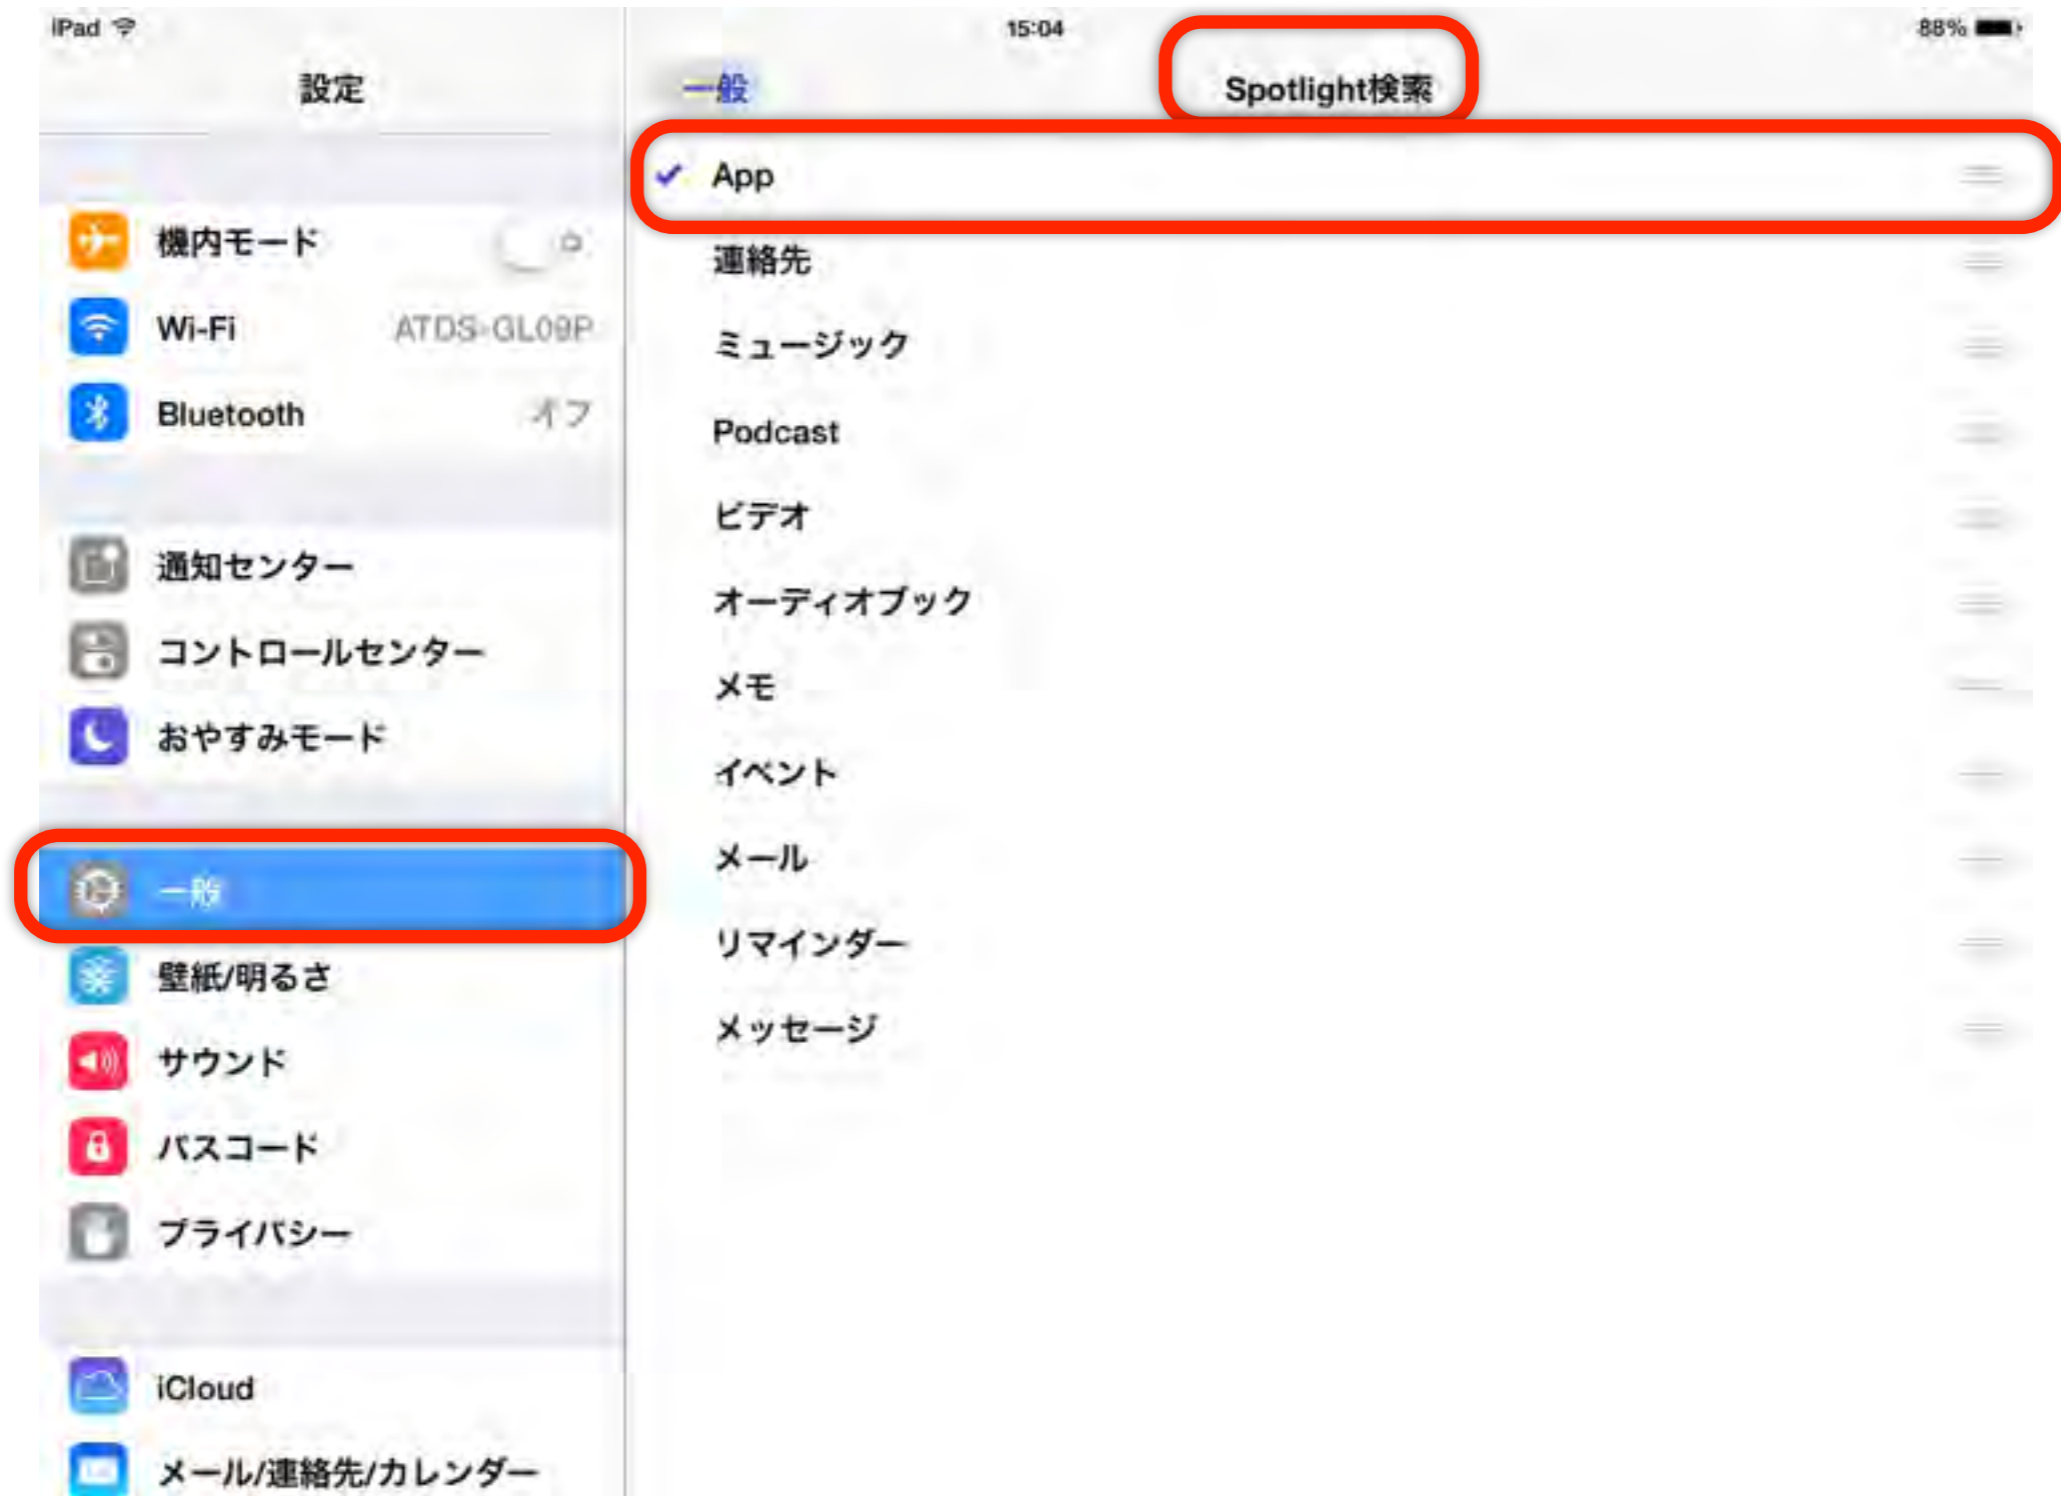 iPad
15:04
88%
設定
一般
Spotlight検索
機内モード
Wi-Fi
ATDS-GL09P
Bluetooth
オフ
通知センター
コントロールセンター
おやすみモード
一般
壁紙/明るさ
サウンド
パスコード
プライバシー
iCloud
メール/連絡先/カレンダー
App
連絡先
ミュージック
Podcast
ビデオ
オーディオブック
メモ
イベント
メール
リマインダー
メッセージ